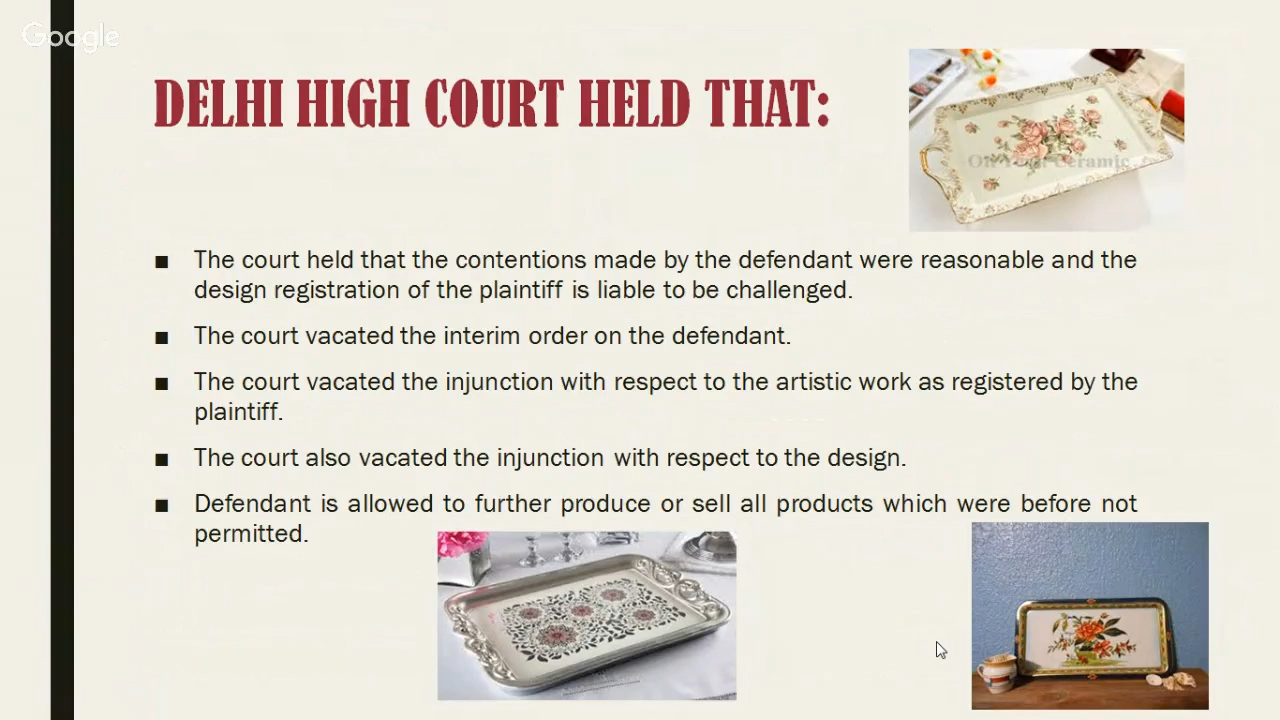 Google
DELHI HIGH COURT HELD THAT:
■ The court held that the contentions made by the defendant were reasonable and the
design registration of the plaintiff is liable to be challenged.
■ The court vacated the interim order on the defendant.
■ The court vacated the injunction with respect to the artistic work as registered by the
plaintiff.
■ The court also vacated the injunction with respect to the design.
■ Defendant is allowed to further produce or sell all products which were before not
permitted.